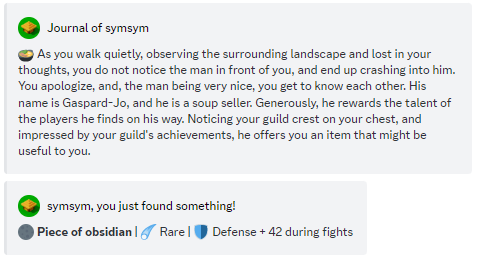 Journal of symsym
As you walk quietly, observing the surrounding landscape and lost in your
thoughts, you do not notice the man in front of you, and end up crashing into him.
You apologize, and, the man being very nice, you get to know each other. His
name is Gaspard-Jo, and he is a soup seller. Generously, he rewards the talent of
the players he finds on his way. Noticing your guild crest on your chest, and
impressed by your guild's achievements, he offers you an item that might be
useful to you.
symsym, you just found something!
Piece of obsidian | Rare | Defense + 42 during fights